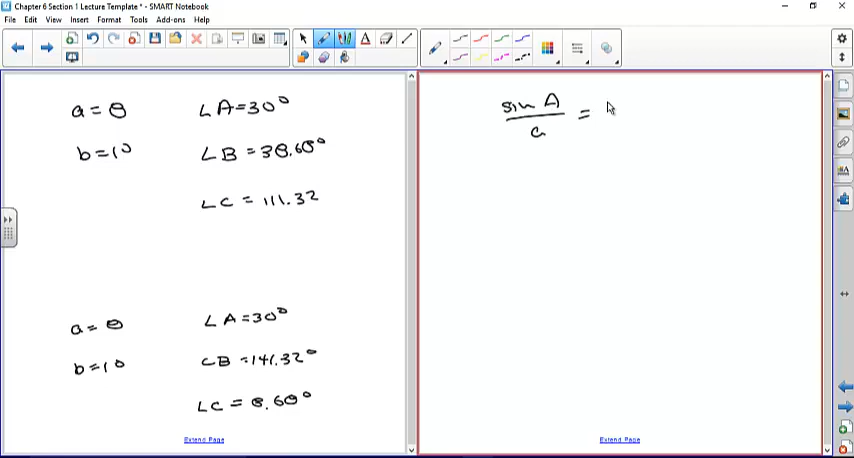 Chapter 6 Section 1 Lecture Template * - SMART Notebook
File Edit View Insert Format Tools Add-ons Help
a = 8 ∠A = 30°
b = 10 ∠B = 38.68°
∠C = 111.32
a = 8 ∠A = 30°
b = 10 ∠B = 141.32°
∠C = 8.68°
Extend Page
sin A
a
=
Extend Page